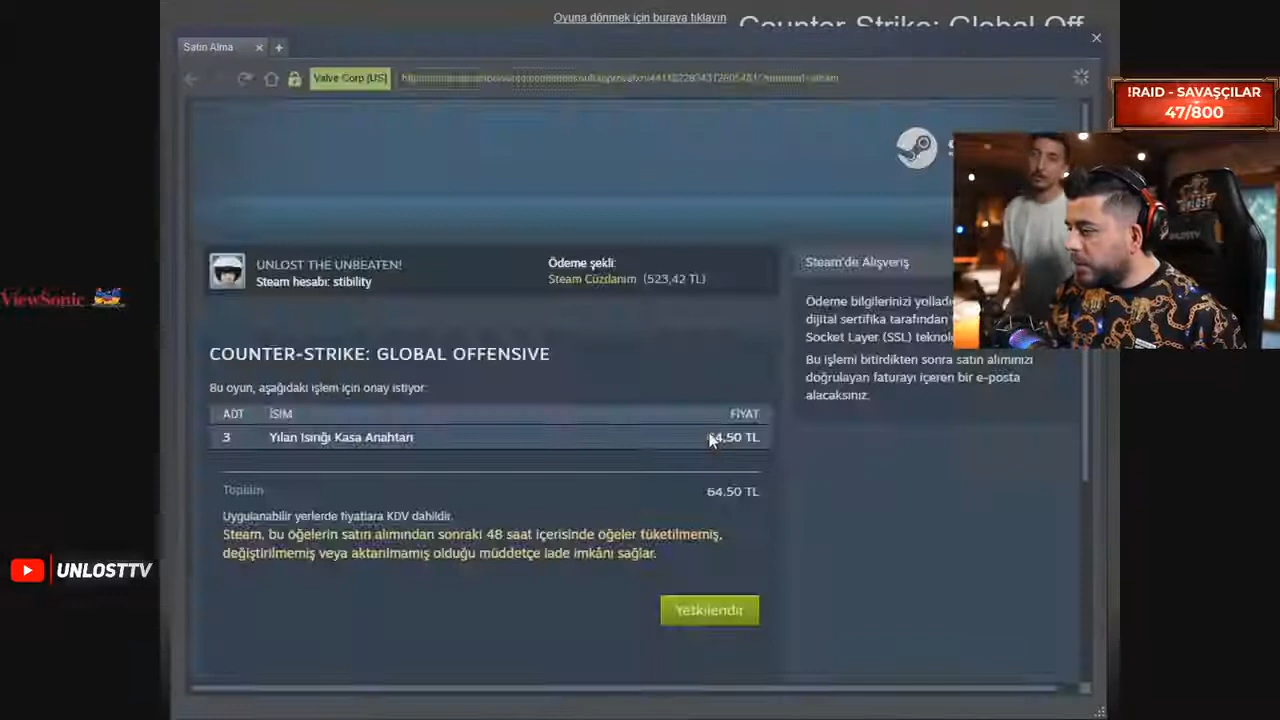 Oyuna dönmek için buraya tıklayın
Counter-Strike: Global Off
Satın Alma
Valve Corp [US]
!RAID - SAVAŞÇILAR
47/800
UNLOST THE UNBEATEN!
Steam hesabı: stibility
Ödeme şekli:
Steam Cüzdanım (523,42 TL)
Steam'de Alışveriş
Ödeme bilgilerinizi yolladı
dijital sertifika tarafından
Socket Layer (SSL) teknol
Bu işlemi bitirdikten sonra satın alımınızı
doğrulayan faturayı içeren bir e-posta
alacaksınız.
ViewSonic
COUNTER-STRIKE: GLOBAL OFFENSIVE
Bu oyun, aşağıdaki işlem için onay istiyor:
ADT İSİM FİYAT
3 Yılan Isırığı Kasa Anahtarı 64,50 TL
Toplam 64.50 TL
Uygulanabilir yerlerde fiyatlara KDV dahildir.
Steam, bu öğelerin satın alımından sonraki 48 saat içerisinde öğeler tüketilmemiş,
değiştirilmemiş veya aktarılmamış olduğu müddetçe iade imkânı sağlar.
UNLOSTTV
Yetkilendir